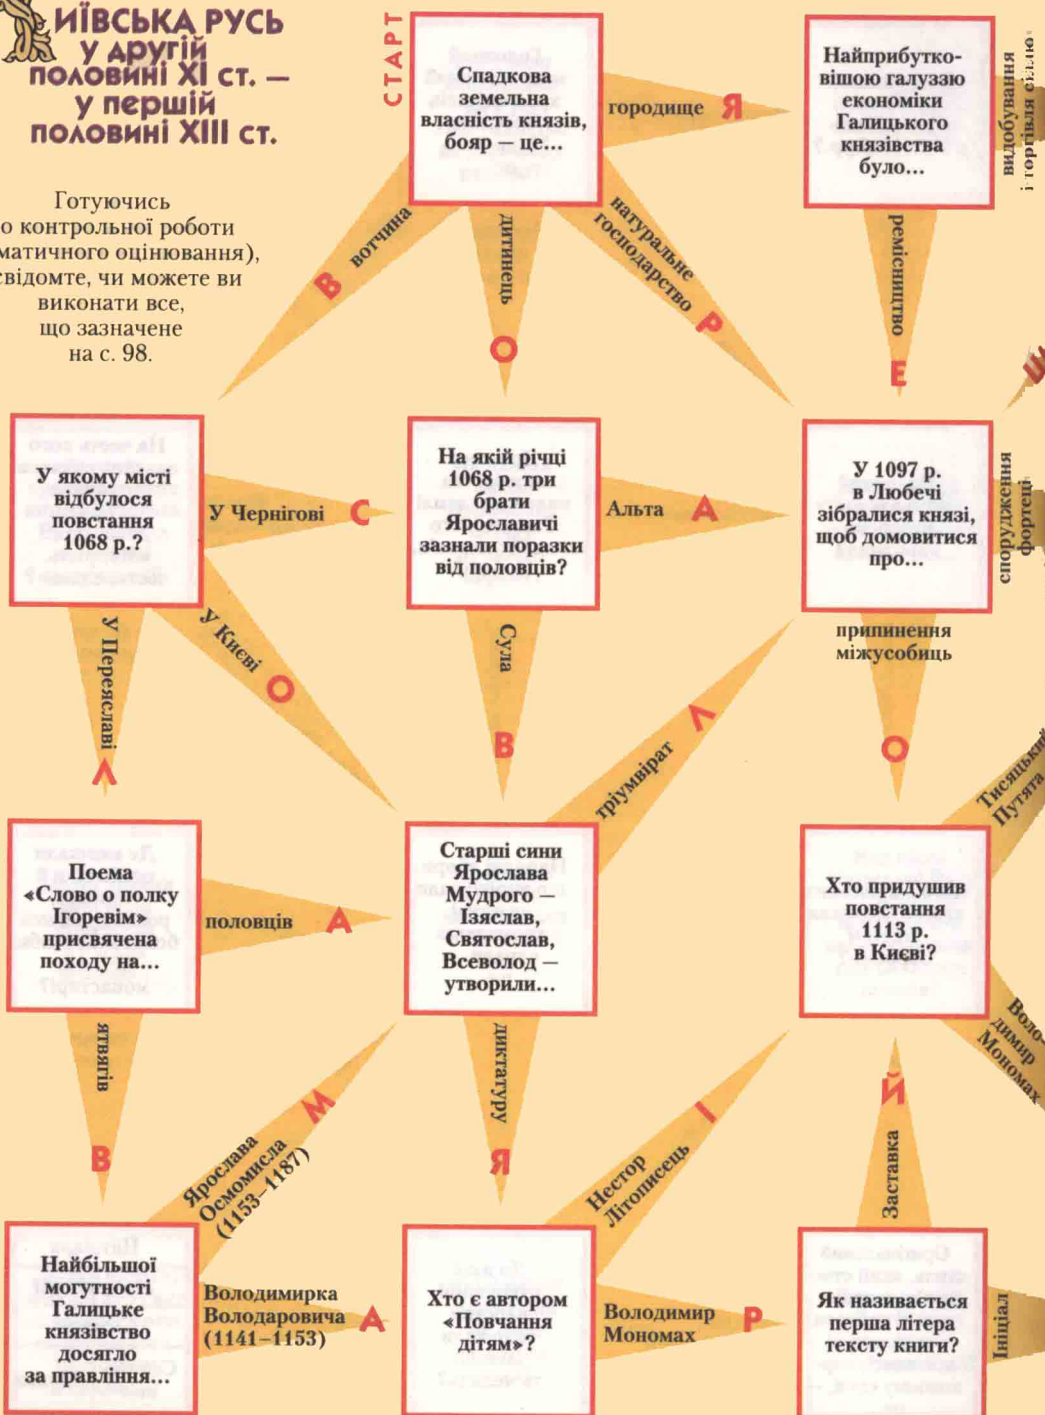 ИЇВСЬКА РУСЬ
у другій
половині XI ст. —
у першій
половині XIII ст.
Готуючись
о контрольної роботи
матичного оцінювання),
свідомте, чи можете ви
виконати все,
що зазначене
на с. 98.
СТАРТ
Спадкова
земельна
власність князів,
бояр — це...
городище Я
вотчина
В
дитинець
О
натуральне
господарство
Р
Найприбутко-
вішою галуззю
економіки
Галицького
князівства
було...
видобування
і торгівля сіллю
ремісництво
Е
У якому місті
відбулося
повстання
1068 р.?
У Чернігові С
У Переяславі
Л
У Києві
О
На якій річці
1068 р. три
брати
Ярославичі
зазнали поразки
від половців?
Альта А
Сула
В
У 1097 р.
в Любечі
зібралися князі,
щоб домовитися
про...
спорудження
фортеці
припинення
міжусобиць
О
Поема
«Слово о полку
Ігоревім»
присвячена
походу на...
половців А
ятвягів
В
Старші сини
Ярослава
Мудрого —
Ізяслав,
Святослав,
Всеволод —
утворили...
тріумвірат
Л
диктатуру
Я
Хто придушив
повстання
1113 р.
в Києві?
Тисяцький
Путята
Воло-
димир
Мономах
Найбільшої
могутності
Галицьке
князівство
досягло
за правління...
Ярослава
Осмомисла
(1153–1187)
М
Володимирка
Володаровича
(1141–1153)
А
Хто є автором
«Повчання
дітям»?
Нестор
Літописець
І
Володимир
Мономах
Р
Як називається
перша літера
тексту книги?
Заставка
Й
Ініціал